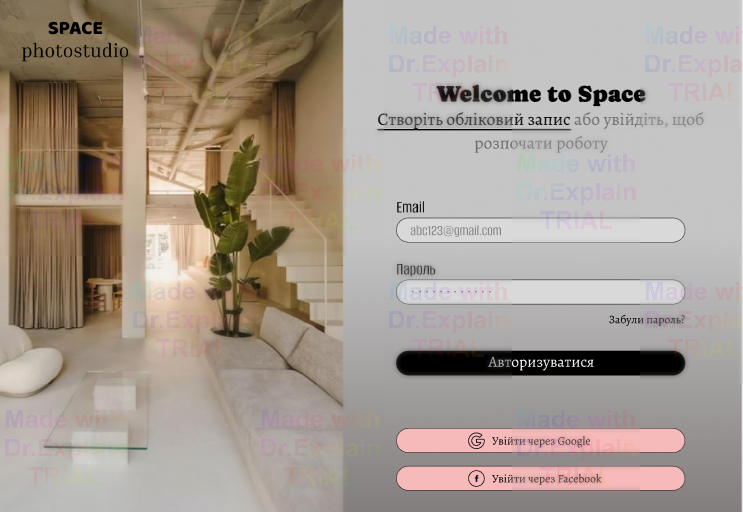 SPACE
photostudio
Welcome to Space
Створіть обліковий запис або увійдіть, щоб
розпочати роботу
Email
abc123@gmail.com
Пароль
············
Забули пароль?
Авторизуватися
Увійти через Google
Увійти через Facebook
Made with
Dr.Explain
TRIAL